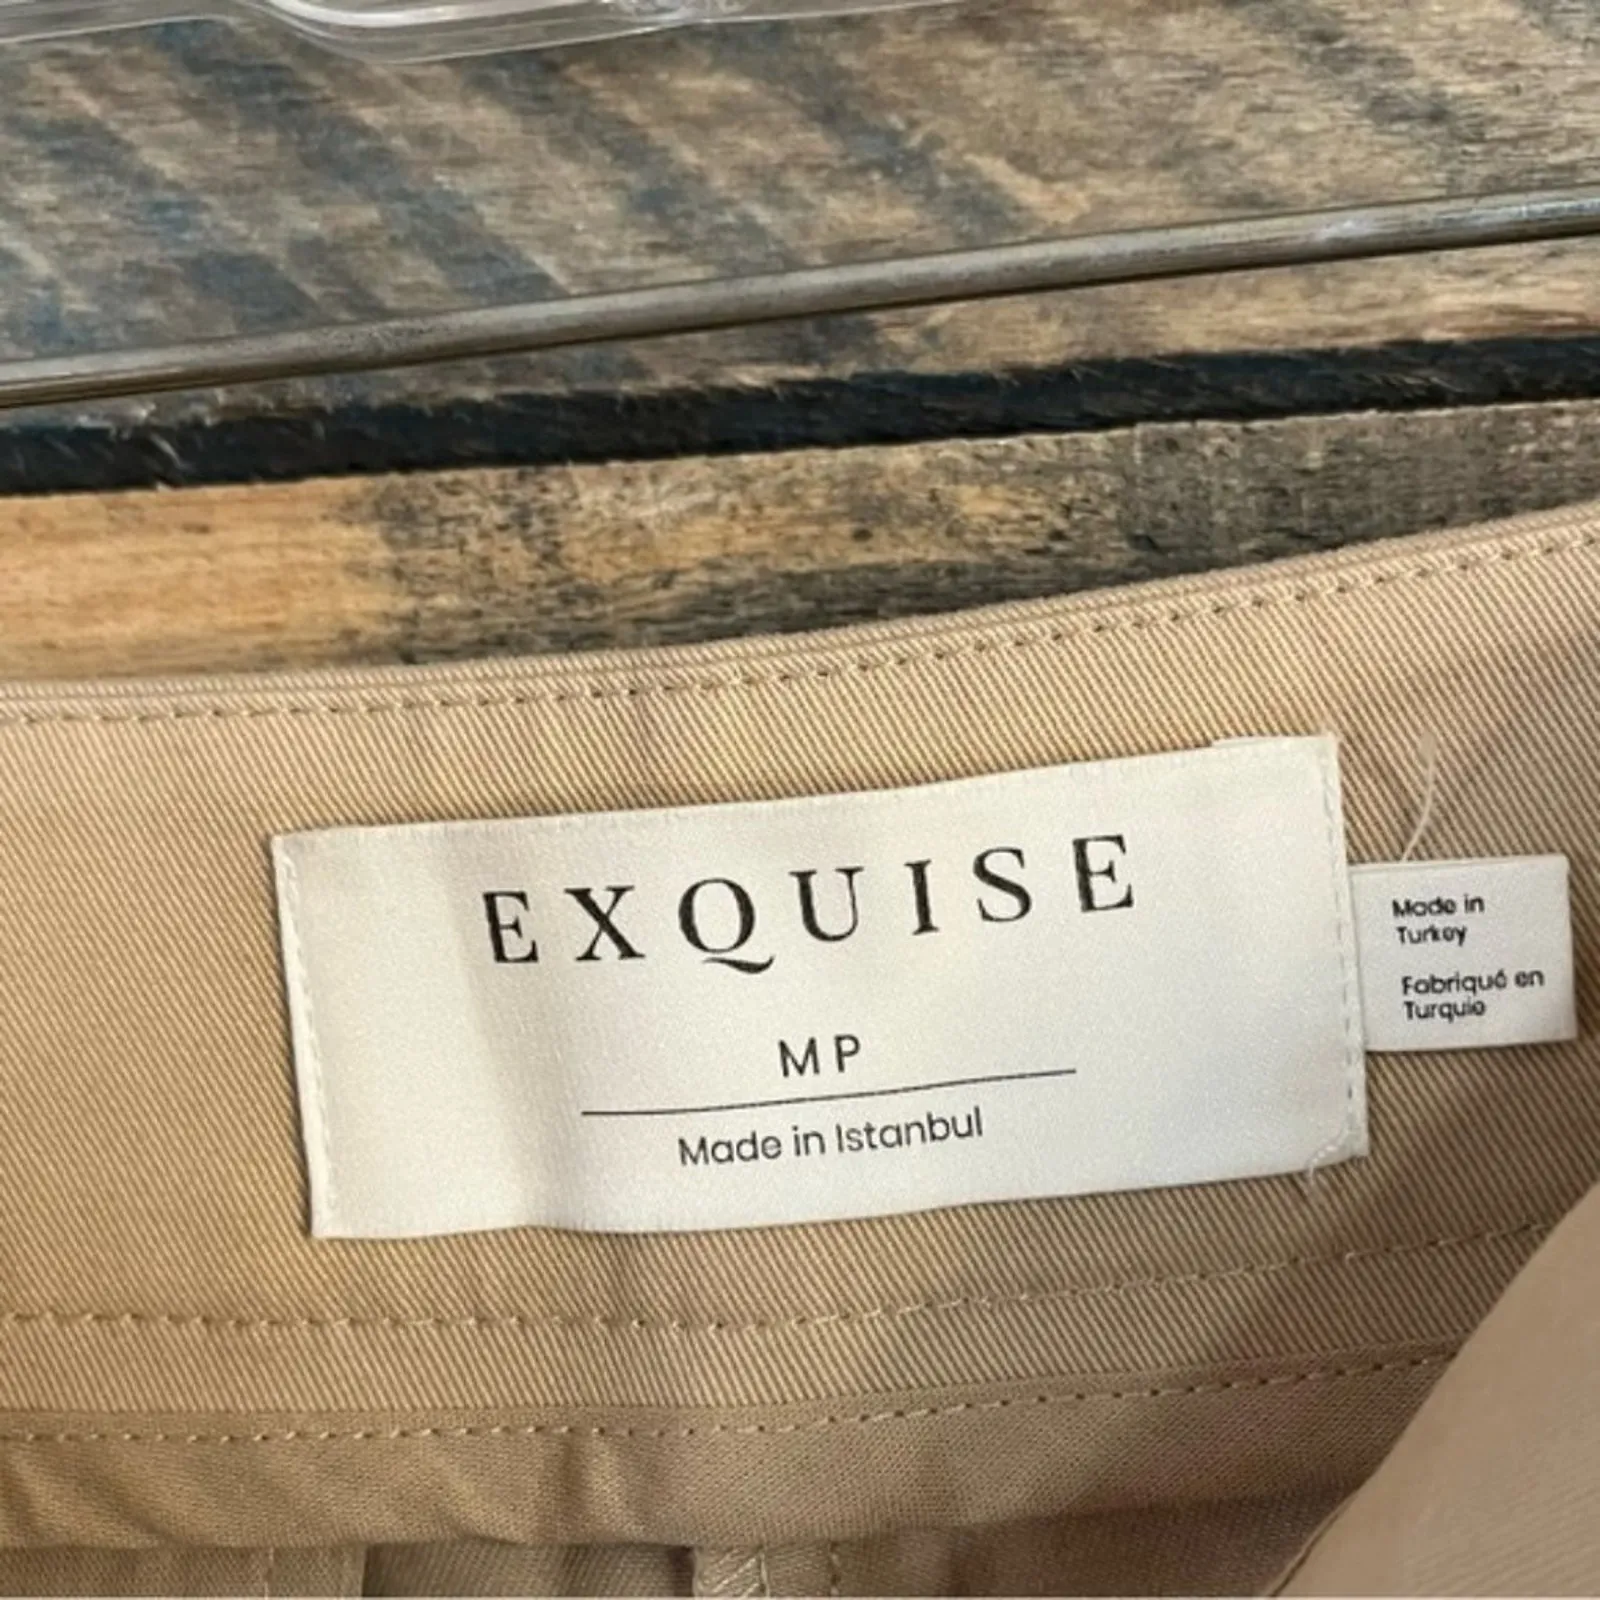 EXQUISE
MP
Made in Istanbul
Made in
Turkey
Fabriqué en
Turquie